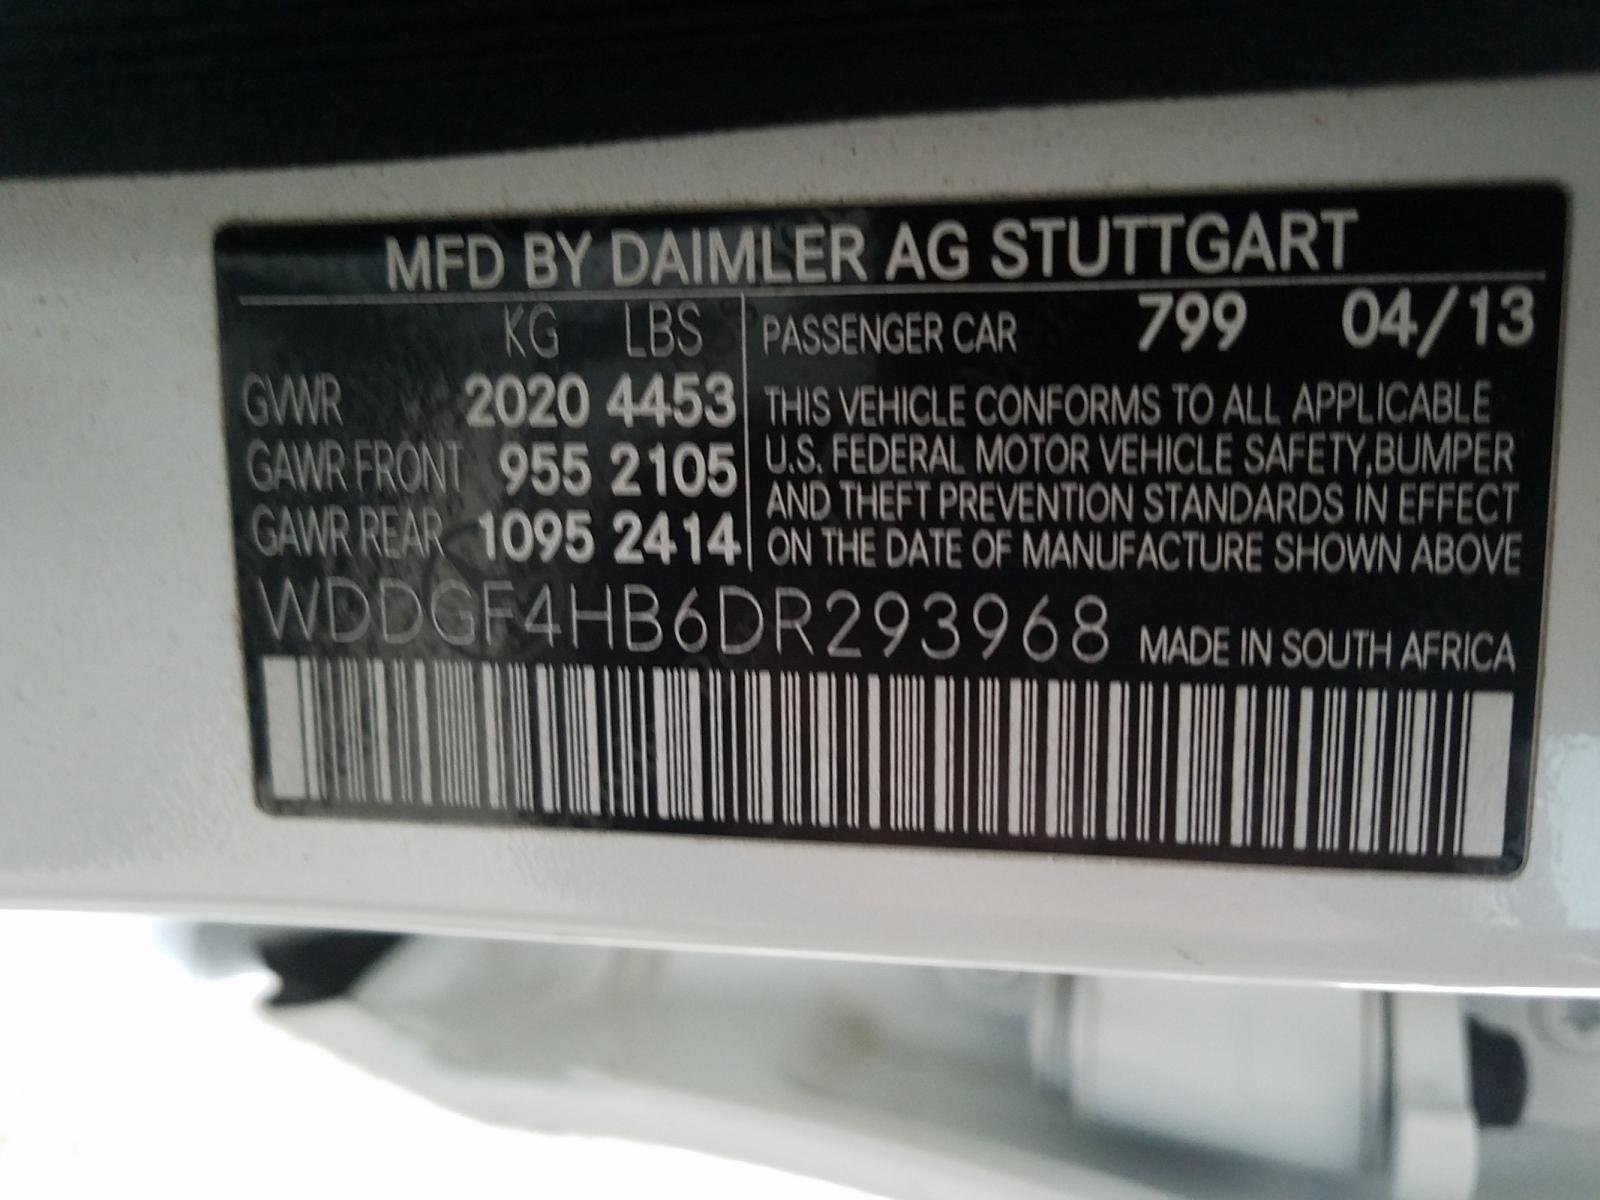 MFD BY DAIMLER AG STUTTGART
KG LBS
GVWR 2020 4453
GAWR FRONT 955 2105
GAWR REAR 1095 2414
PASSENGER CAR 799 04/13
THIS VEHICLE CONFORMS TO ALL APPLICABLE
U.S. FEDERAL MOTOR VEHICLE SAFETY, BUMPER
AND THEFT PREVENTION STANDARDS IN EFFECT
ON THE DATE OF MANUFACTURE SHOWN ABOVE
WDDGF4HB6DR293968 MADE IN SOUTH AFRICA